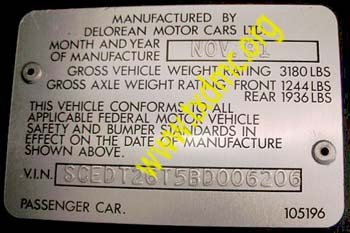 MANUFACTURED BY
DELOREAN MOTOR CARS LTD.
MONTH AND YEAR
OF MANUFACTURE NOV 81
GROSS VEHICLE WEIGHT RATING 3180 LBS
GROSS AXLE WEIGHT RATING FRONT 1244 LBS
REAR 1936 LBS
THIS VEHICLE CONFORMS TO ALL
APPLICABLE FEDERAL MOTOR VEHICLE
SAFETY AND BUMPER STANDARDS IN
EFFECT ON THE DATE OF MANUFACTURE
SHOWN ABOVE.
V.I.N. SCEDT26T5BD006206
PASSENGER CAR. 105196